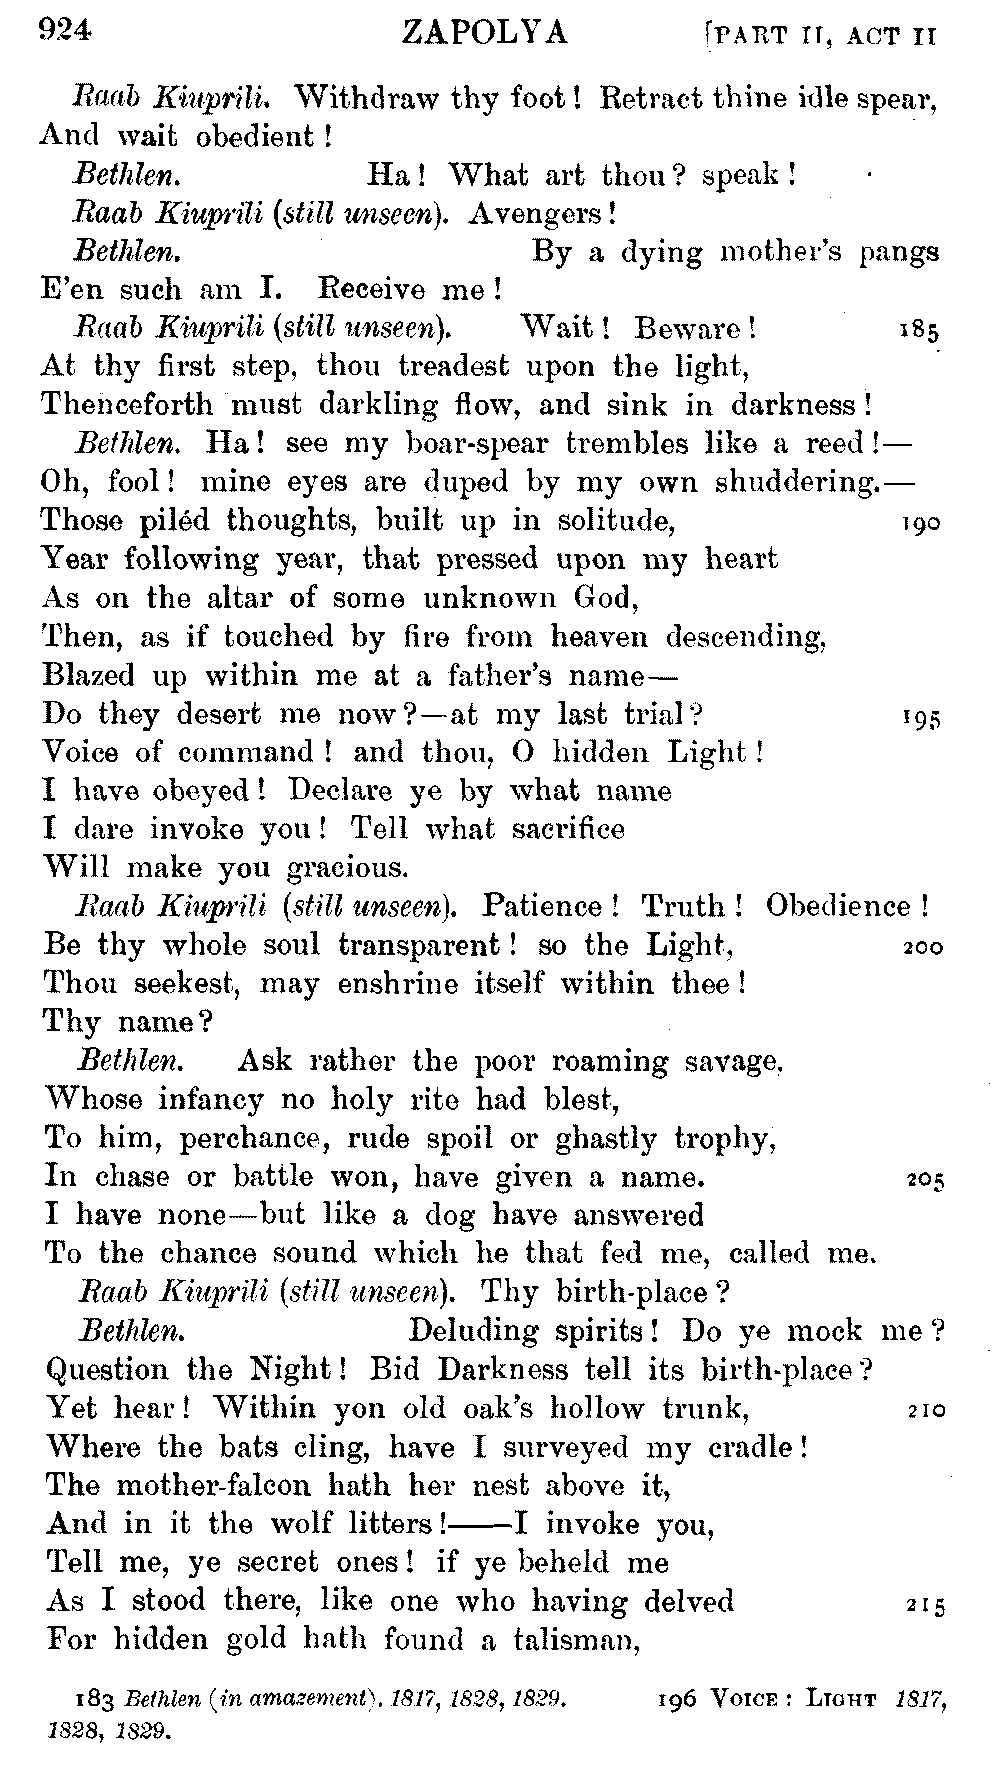 924 ZAPOLYA [PART II, ACT II
Raab Kiuprili. Withdraw thy foot! Retract thine idle spear,
And wait obedient!
Bethlen. Ha! What art thou? speak!
Raab Kiuprili (still unseen). Avengers!
Bethlen. By a dying mother's pangs
E'en such am I. Receive me!
Raab Kiuprili (still unseen). Wait! Beware! 185
At thy first step, thou treadest upon the light,
Thenceforth must darkling flow, and sink in darkness!
Bethlen. Ha! see my boar-spear trembles like a reed!—
Oh, fool! mine eyes are duped by my own shuddering.—
Those piléd thoughts, built up in solitude, 190
Year following year, that pressed upon my heart
As on the altar of some unknown God,
Then, as if touched by fire from heaven descending,
Blazed up within me at a father's name—
Do they desert me now?—at my last trial? 195
Voice of command! and thou, O hidden Light!
I have obeyed! Declare ye by what name
I dare invoke you! Tell what sacrifice
Will make you gracious.
Raab Kiuprili (still unseen). Patience! Truth! Obedience!
Be thy whole soul transparent! so the Light, 200
Thou seekest, may enshrine itself within thee!
Thy name?
Bethlen. Ask rather the poor roaming savage,
Whose infancy no holy rite had blest,
To him, perchance, rude spoil or ghastly trophy,
In chase or battle won, have given a name. 205
I have none—but like a dog have answered
To the chance sound which he that fed me, called me.
Raab Kiuprili (still unseen). Thy birth-place?
Bethlen. Deluding spirits! Do ye mock me?
Question the Night! Bid Darkness tell its birth-place?
Yet hear! Within yon old oak's hollow trunk, 210
Where the bats cling, have I surveyed my cradle!
The mother-falcon hath her nest above it,
And in it the wolf litters!——I invoke you,
Tell me, ye secret ones! if ye beheld me
As I stood there, like one who having delved 215
For hidden gold hath found a talisman,
183 Bethlen (in amazement). 1817, 1828, 1829. 196 VOICE: LIGHT 1817,
1828, 1829.